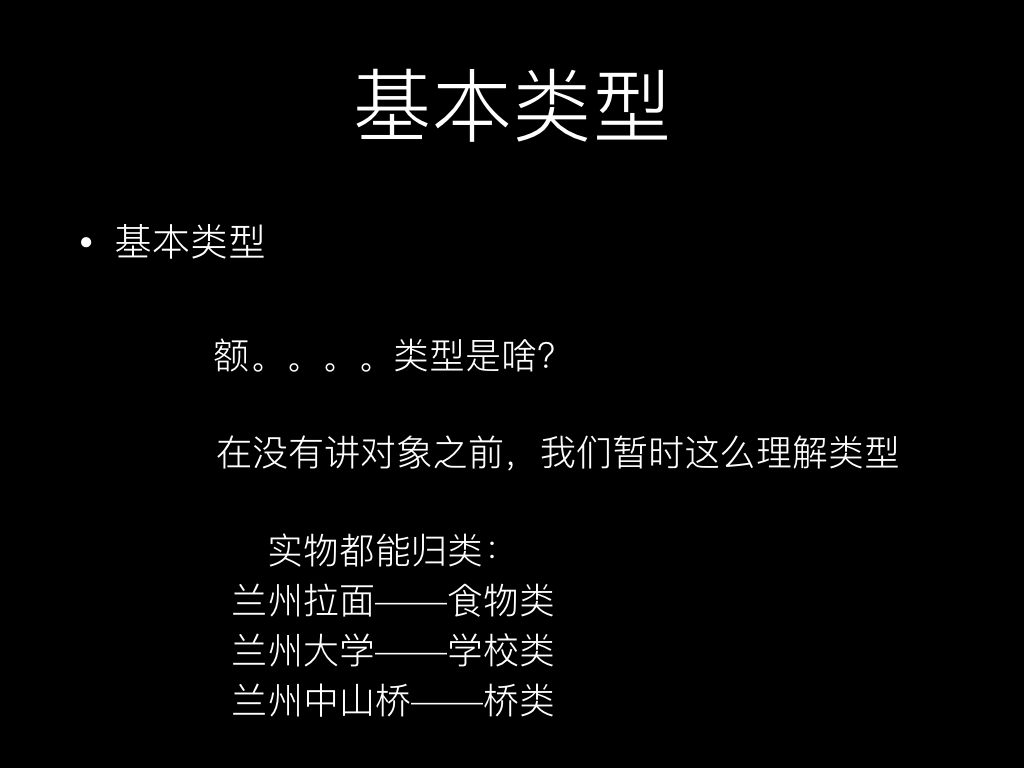 基本类型
• 基本类型
额。。。。类型是啥？
在没有讲对象之前，我们暂时这么理解类型
实物都能归类：
兰州拉面——食物类
兰州大学——学校类
兰州中山桥——桥类